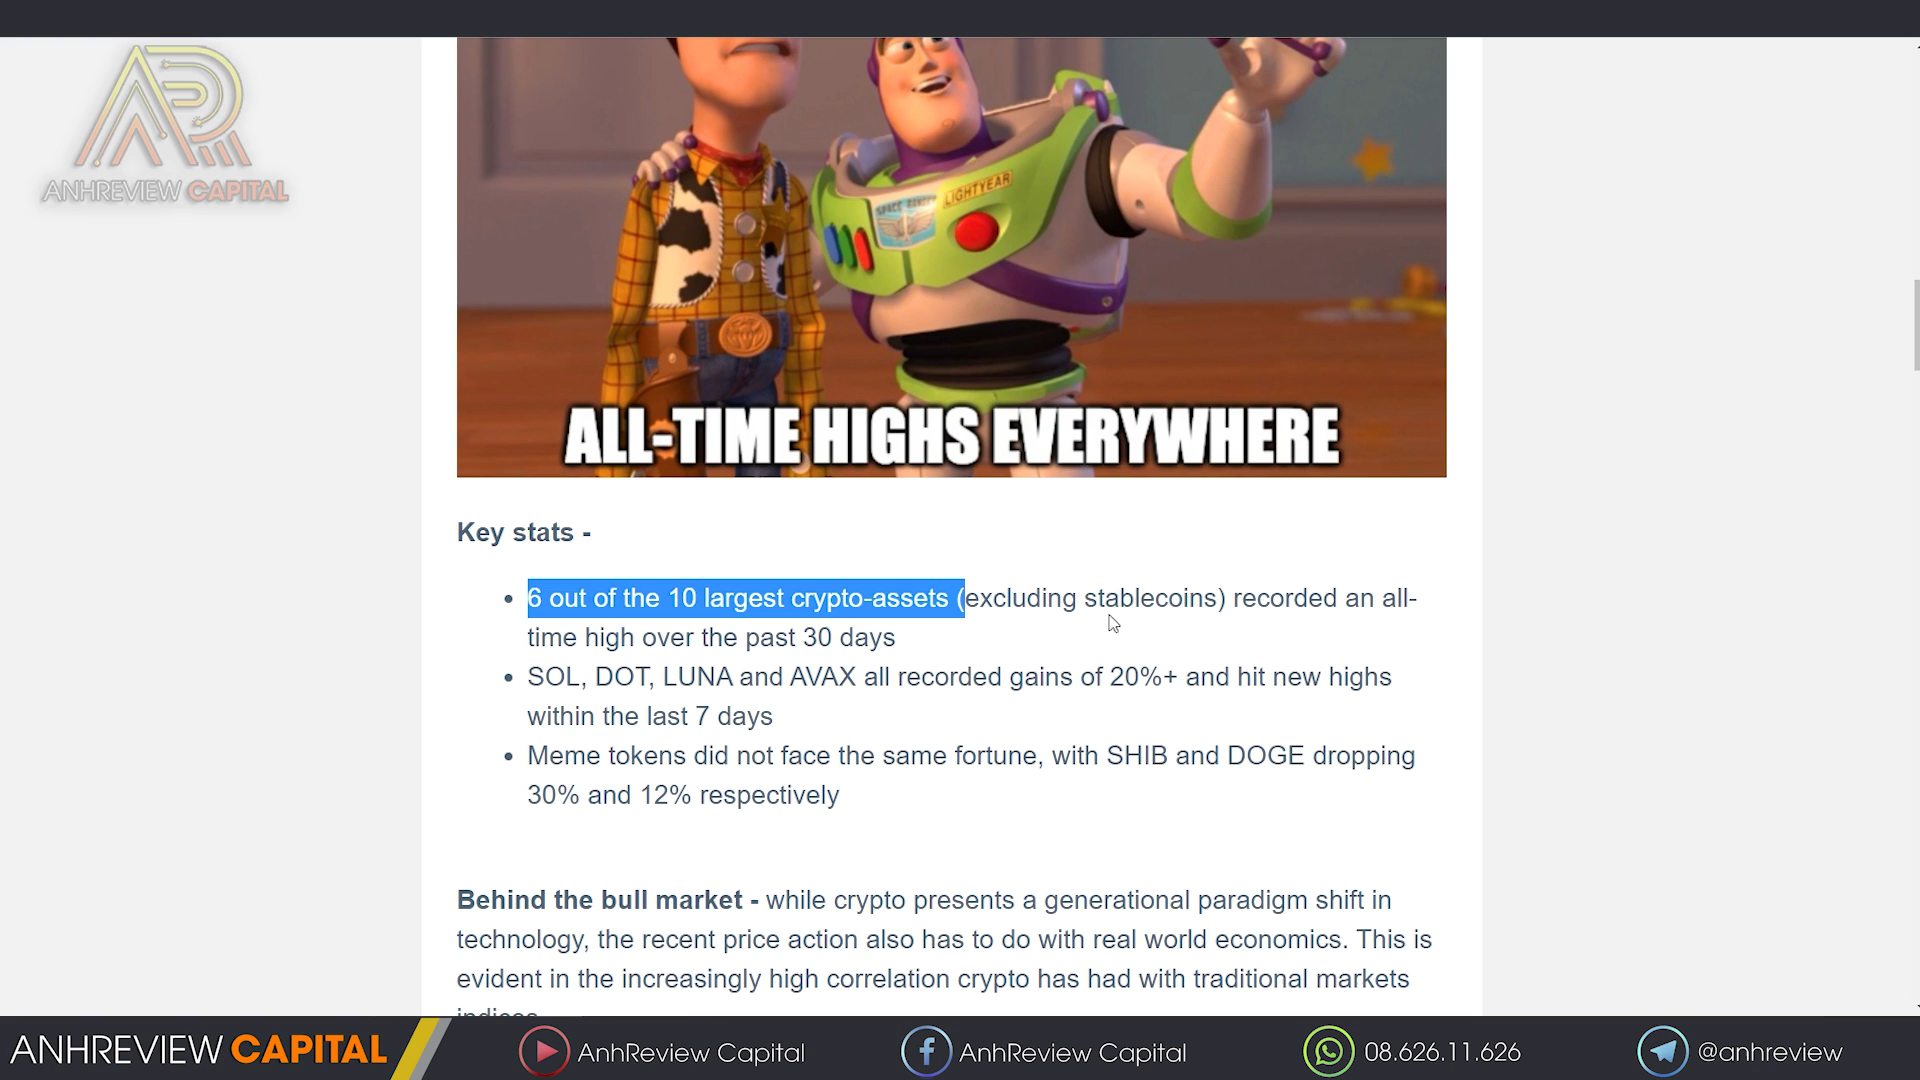 ANHREVIEW CAPITAL
SPACE RANGER
LIGHTYEAR
ALL-TIME HIGHS EVERYWHERE
Key stats -
• 6 out of the 10 largest crypto-assets (excluding stablecoins) recorded an all-
time high over the past 30 days
• SOL, DOT, LUNA and AVAX all recorded gains of 20%+ and hit new highs
within the last 7 days
• Meme tokens did not face the same fortune, with SHIB and DOGE dropping
30% and 12% respectively
Behind the bull market - while crypto presents a generational paradigm shift in
technology, the recent price action also has to do with real world economics. This is
evident in the increasingly high correlation crypto has had with traditional markets
indices
ANHREVIEW CAPITAL
AnhReview Capital
AnhReview Capital
08.626.11.626
@anhreview